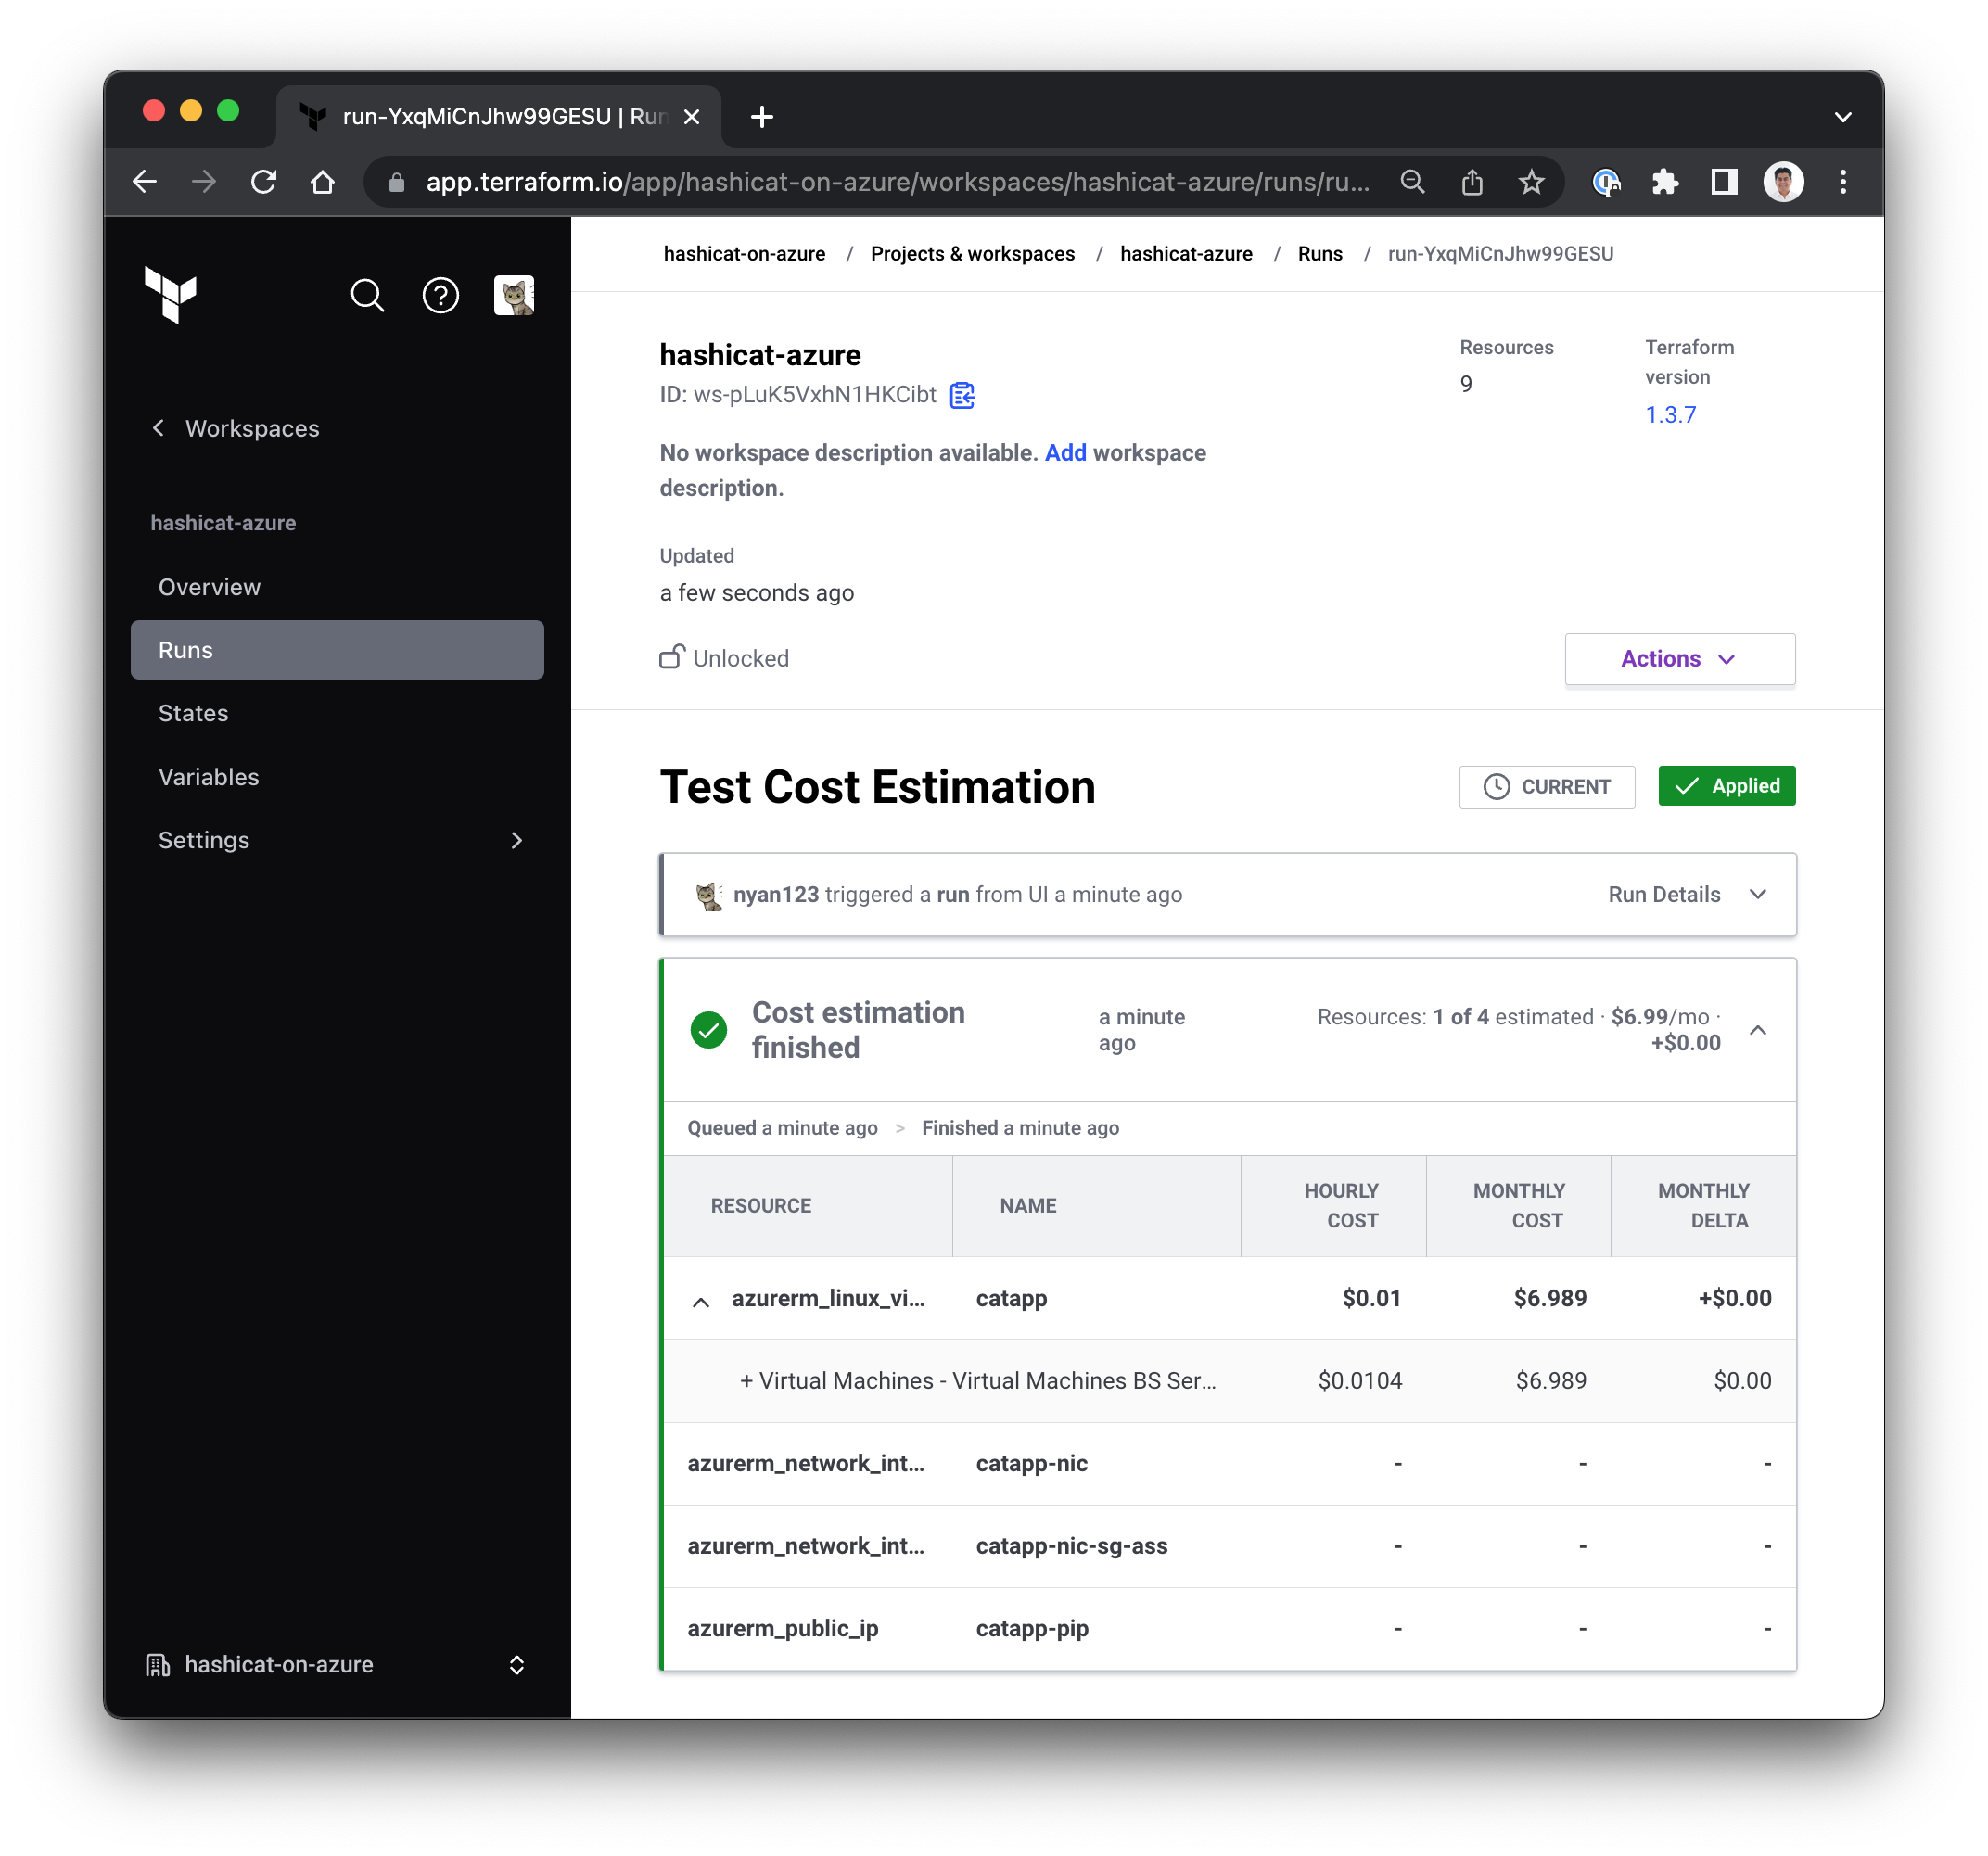 run-YxqMiCnJhw99GESU | Run
app.terraform.io/app/hashicat-on-azure/workspaces/hashicat-azure/runs/ru...
hashicat-on-azure / Projects & workspaces / hashicat-azure / Runs / run-YxqMiCnJhw99GESU
Workspaces
hashicat-azure
Overview
Runs
States
Variables
Settings
hashicat-on-azure
hashicat-azure
ID: ws-pLuK5VxhN1HKCibt
No workspace description available. Add workspace
description.
Resources
9
Terraform
version
1.3.7
Updated
a few seconds ago
Unlocked
Actions
Test Cost Estimation
CURRENT
Applied
nyan123 triggered a run from UI a minute ago
Run Details
Cost estimation
finished
a minute
ago
Resources: 1 of 4 estimated · $6.99/mo ·
+$0.00
Queued a minute ago > Finished a minute ago
RESOURCE NAME HOURLY COST MONTHLY COST MONTHLY DELTA
azurerm_linux_vi... catapp $0.01 $6.989 +$0.00
+ Virtual Machines - Virtual Machines BS Ser... $0.0104 $6.989 $0.00
azurerm_network_int... catapp-nic - - -
azurerm_network_int... catapp-nic-sg-ass - - -
azurerm_public_ip catapp-pip - - -